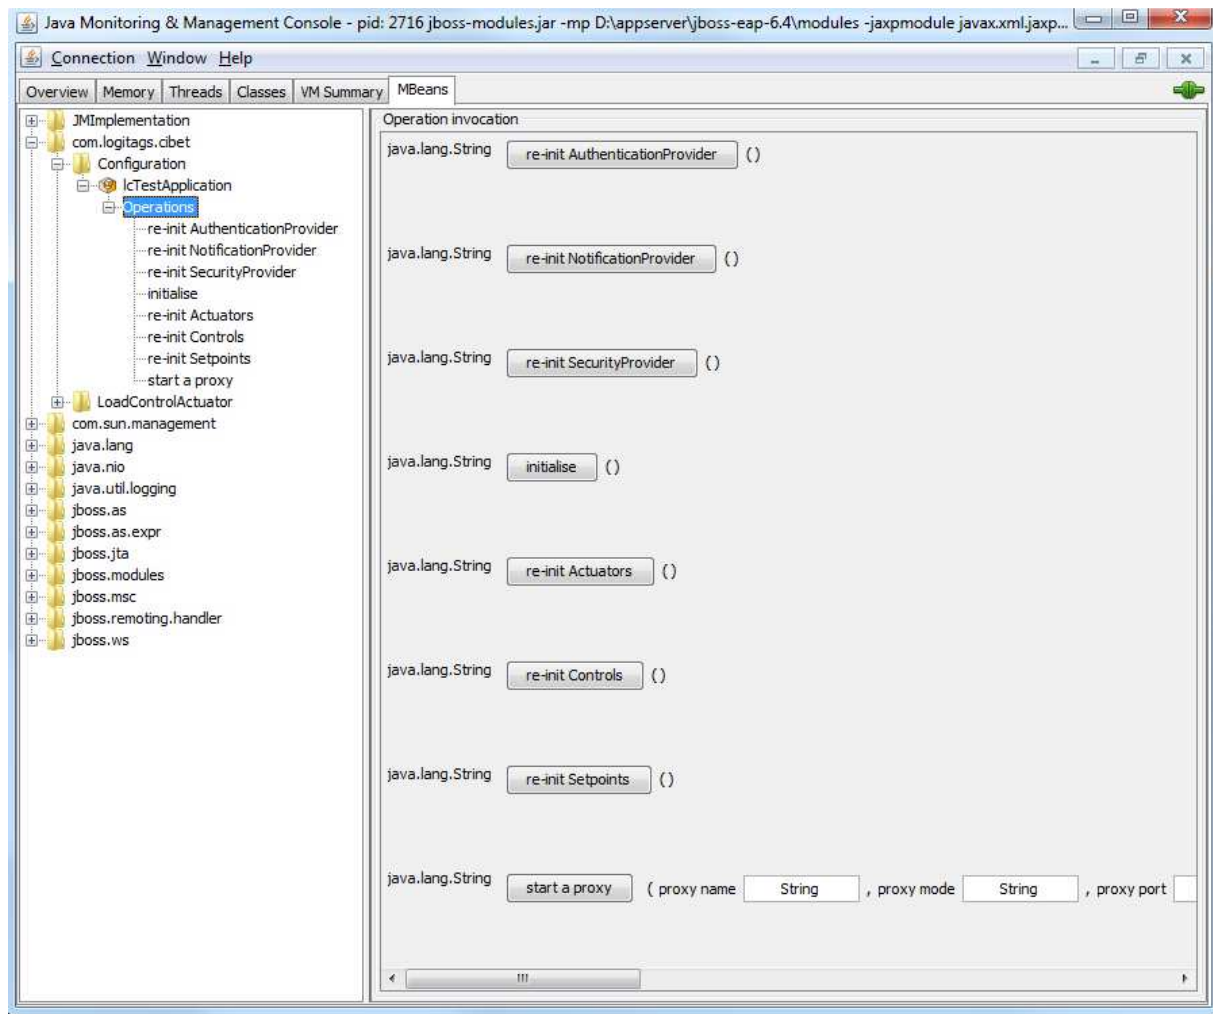 Java Monitoring & Management Console - pid: 2716 jboss-modules.jar -mp D:\appserver\jboss-eap-6.4\modules -jaxpmodule javax.xml.jaxp...
Connection Window Help
Overview Memory Threads Classes VM Summary MBeans
JMImplementation
com.logitags.cibet
Configuration
lcTestApplication
Operations
re-init AuthenticationProvider
re-init NotificationProvider
re-init SecurityProvider
initialise
re-init Actuators
re-init Controls
re-init Setpoints
start a proxy
LoadControlActuator
com.sun.management
java.lang
java.nio
java.util.logging
jboss.as
jboss.as.expr
jboss.jta
jboss.modules
jboss.msc
jboss.remoting.handler
jboss.ws
Operation invocation
java.lang.String re-init AuthenticationProvider ()
java.lang.String re-init NotificationProvider ()
java.lang.String re-init SecurityProvider ()
java.lang.String initialise ()
java.lang.String re-init Actuators ()
java.lang.String re-init Controls ()
java.lang.String re-init Setpoints ()
java.lang.String start a proxy ( proxy name String , proxy mode String , proxy port